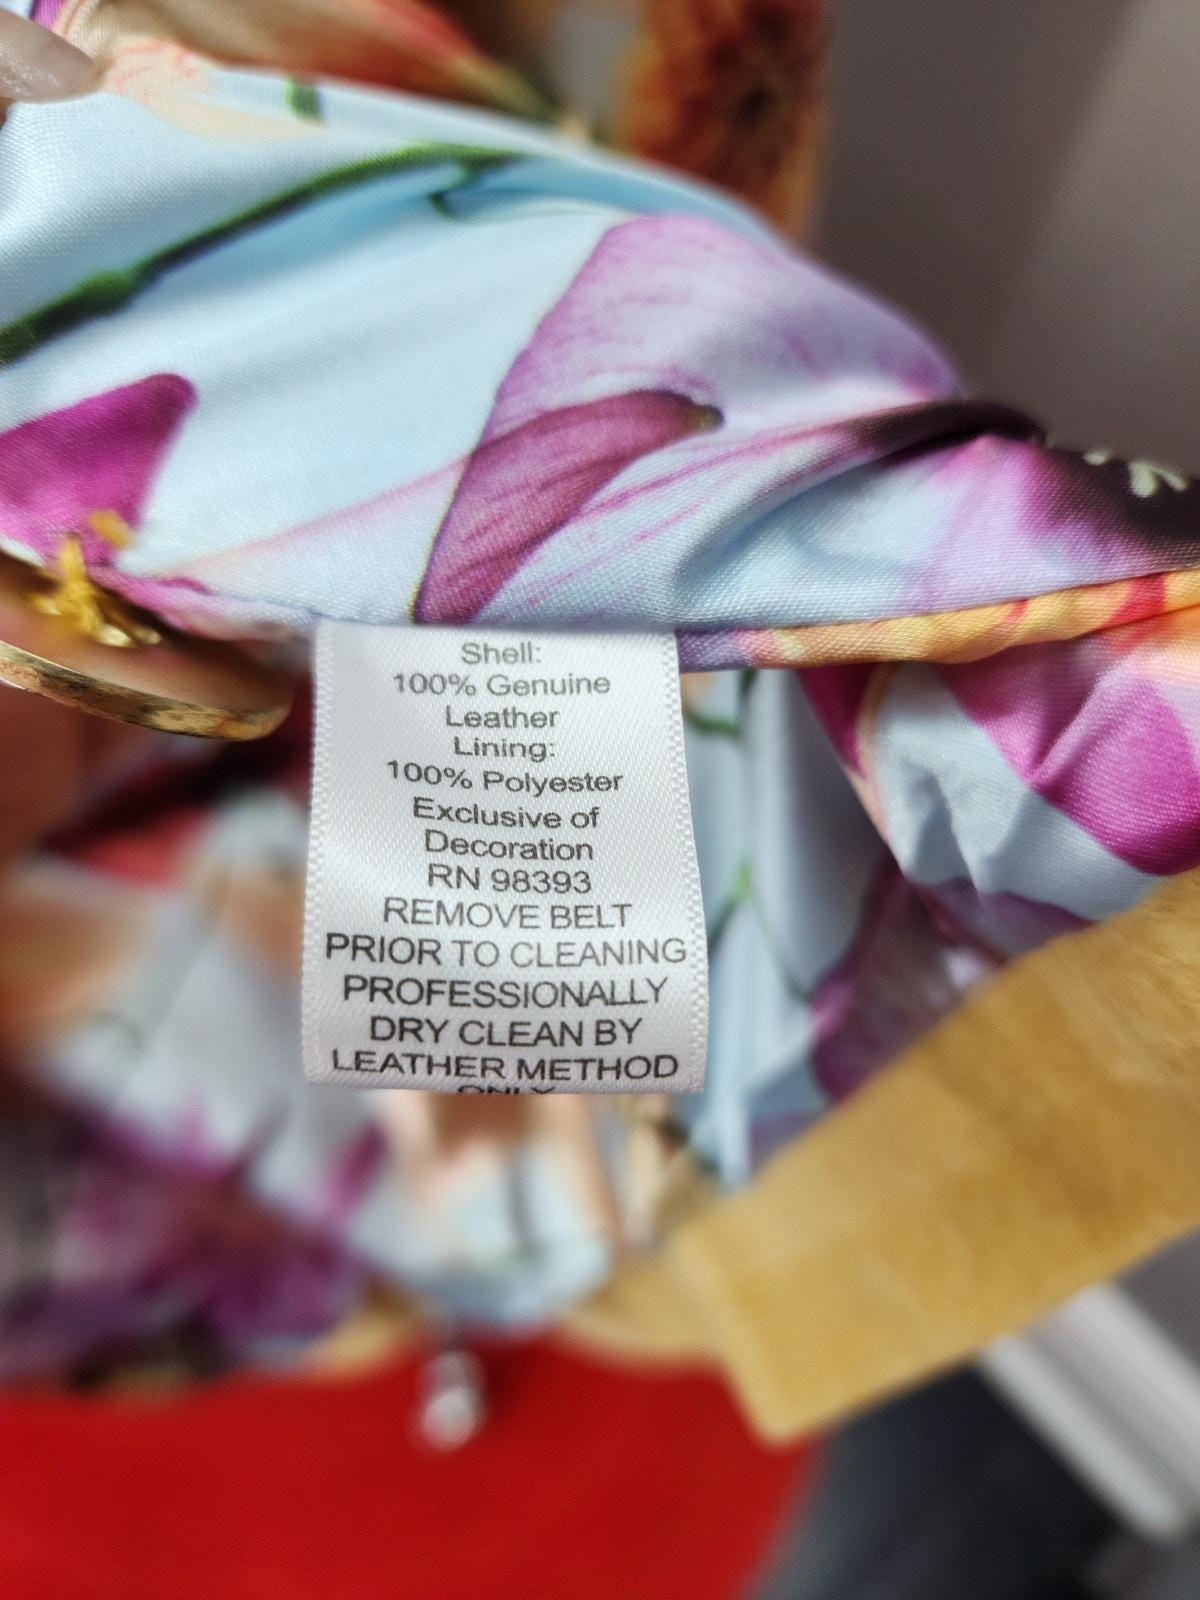 Shell:
100% Genuine
Leather
Lining:
100% Polyester
Exclusive of
Decoration
RN 98393
REMOVE BELT
PRIOR TO CLEANING
PROFESSIONALLY
DRY CLEAN BY
LEATHER METHOD
ONLY